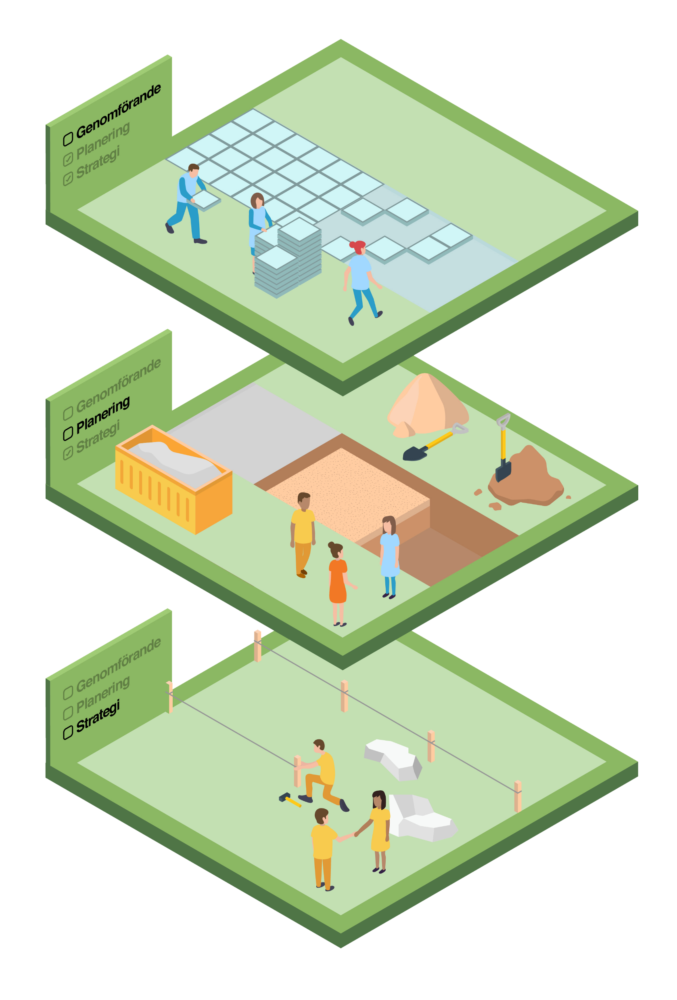 Genomförande
Planering
Strategi
Genomförande
Planering
Strategi
Genomförande
Planering
Strategi